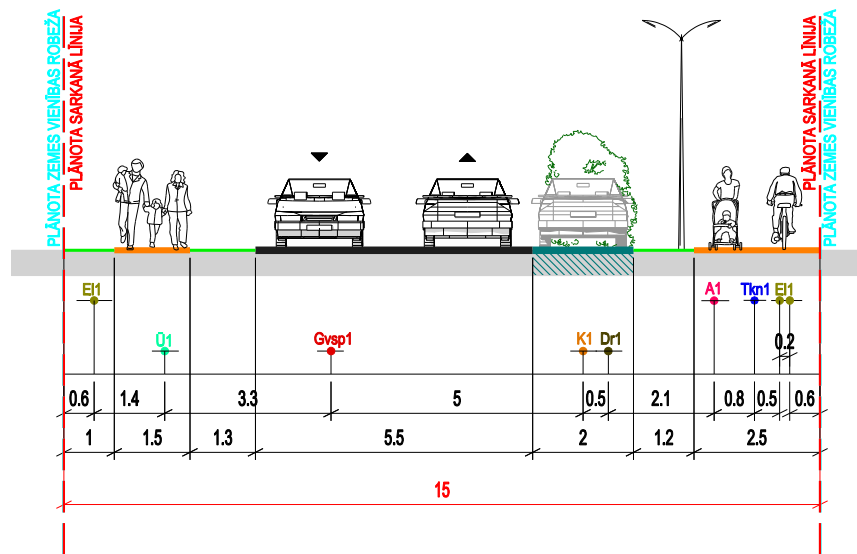 PLĀNOTA ZEMES VIENĪBAS ROBEŽA
PLĀNOTA SARKANĀ LĪNIJA
PLĀNOTA SARKANĀ LĪNIJA
PLĀNOTA ZEMES VIENĪBAS ROBEŽA
El1 A1 Tkn1 El1
Ū1 Gvsp1 K1 Dr1 0.2
0.6 1.4 3.3 5 0.5 2.1 0.8 0.5 0.6
1 1.5 1.3 5.5 2 1.2 2.5
15